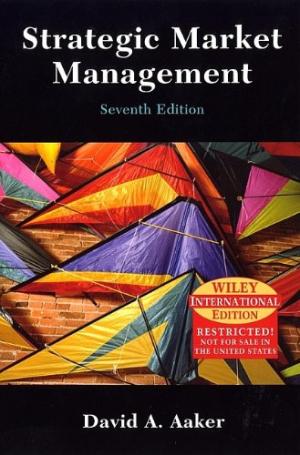 Strategic Market
Management
Seventh Edition
WILEY
INTERNATIONAL
EDITION
RESTRICTED!
NOT FOR SALE IN
THE UNITED STATES
David A. Aaker